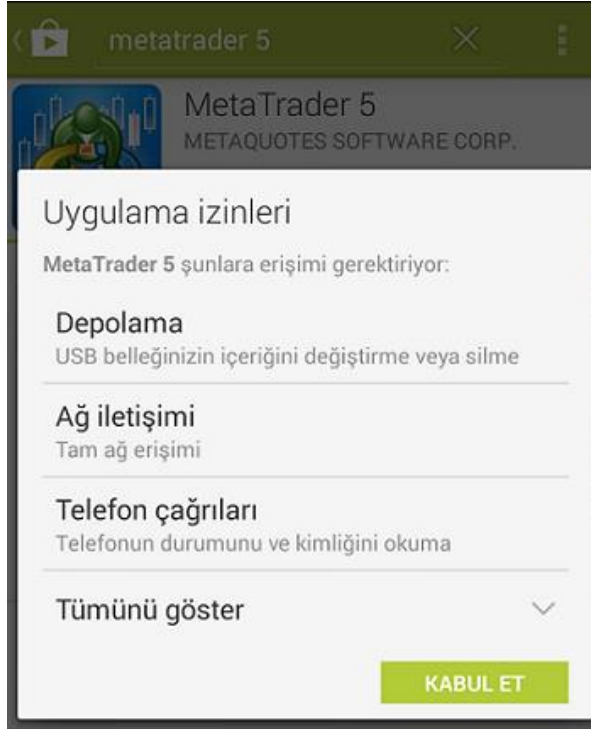 metatrader 5
MetaTrader 5
METAQUOTES SOFTWARE CORP.
Uygulama izinleri
MetaTrader 5 şunlara erişimi gerektiriyor:
Depolama
USB belleğinizin içeriğini değiştirme veya silme
Ağ iletişimi
Tam ağ erişimi
Telefon çağrıları
Telefonun durumunu ve kimliğini okuma
Tümünü göster
KABUL ET